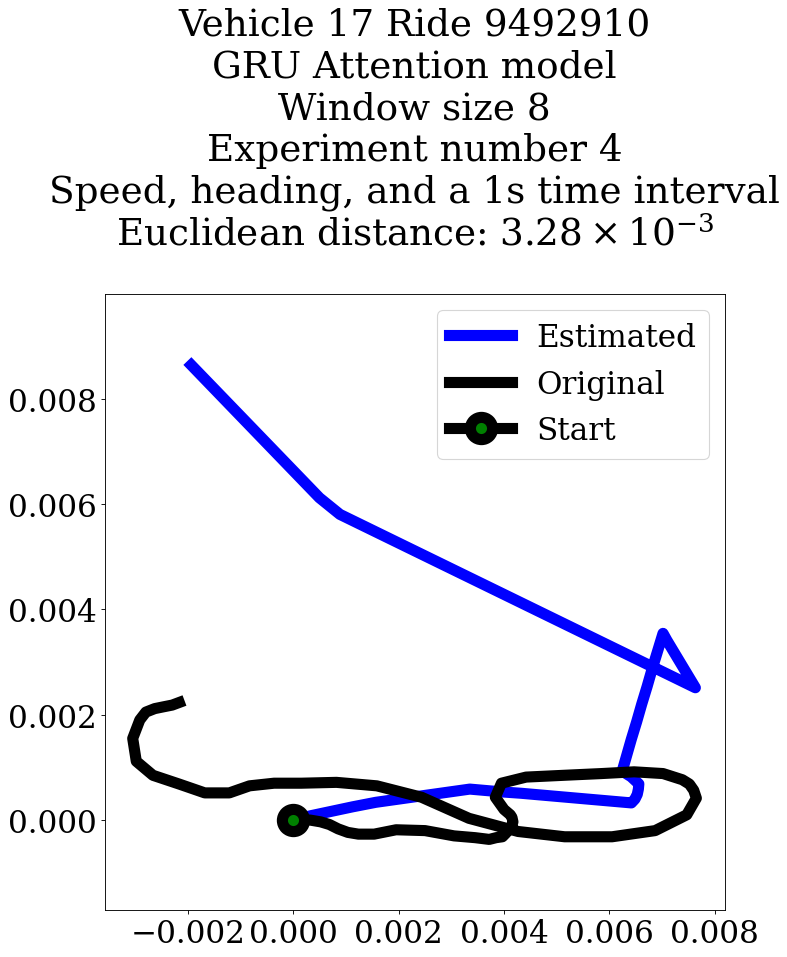 Vehicle 17 Ride 9492910
GRU Attention model
Window size 8
Experiment number 4
Speed, heading, and a 1s time interval
Euclidean distance: 3.28 × 10⁻³
Estimated
Original
Start
0.008
0.006
0.004
0.002
0.000
−0.002 0.000 0.002 0.004 0.006 0.008